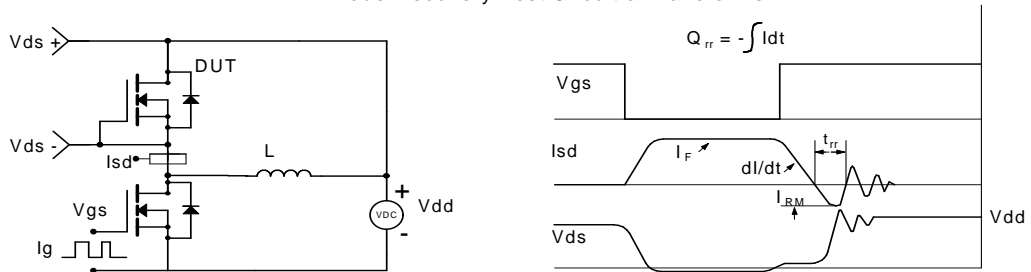 Vds +
DUT
Vds -
Isd
L
Vgs
Ig
+
VDC
-
Vdd
Q rr = - ∫ Idt
Vgs
Isd
I F
dI/dt
t rr
I RM
Vdd
Vds